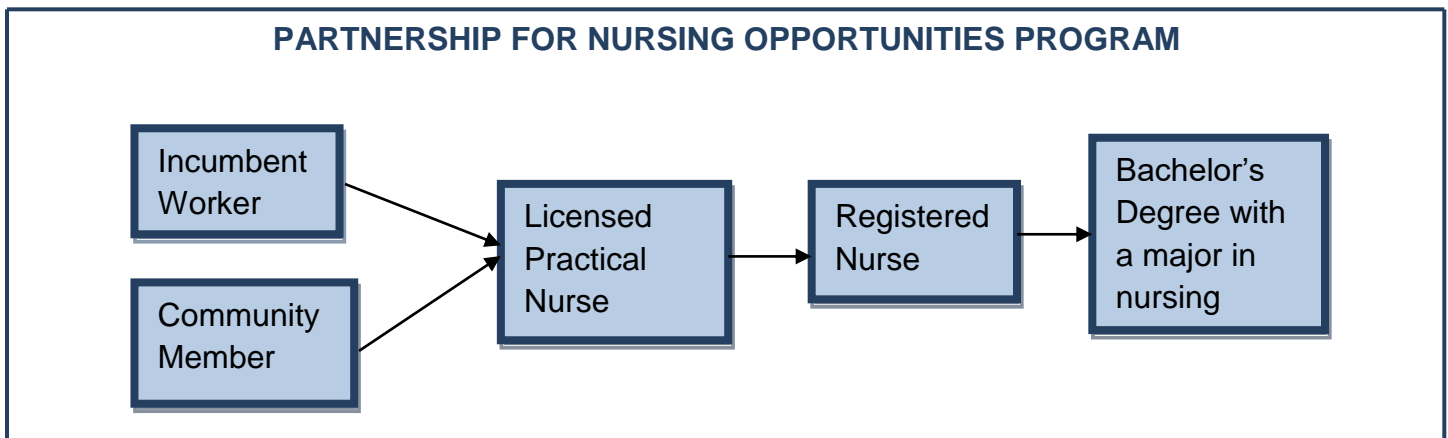 PARTNERSHIP FOR NURSING OPPORTUNITIES PROGRAM
Incumbent
Worker
Community
Member
Licensed
Practical
Nurse
Registered
Nurse
Bachelor’s
Degree with
a major in
nursing